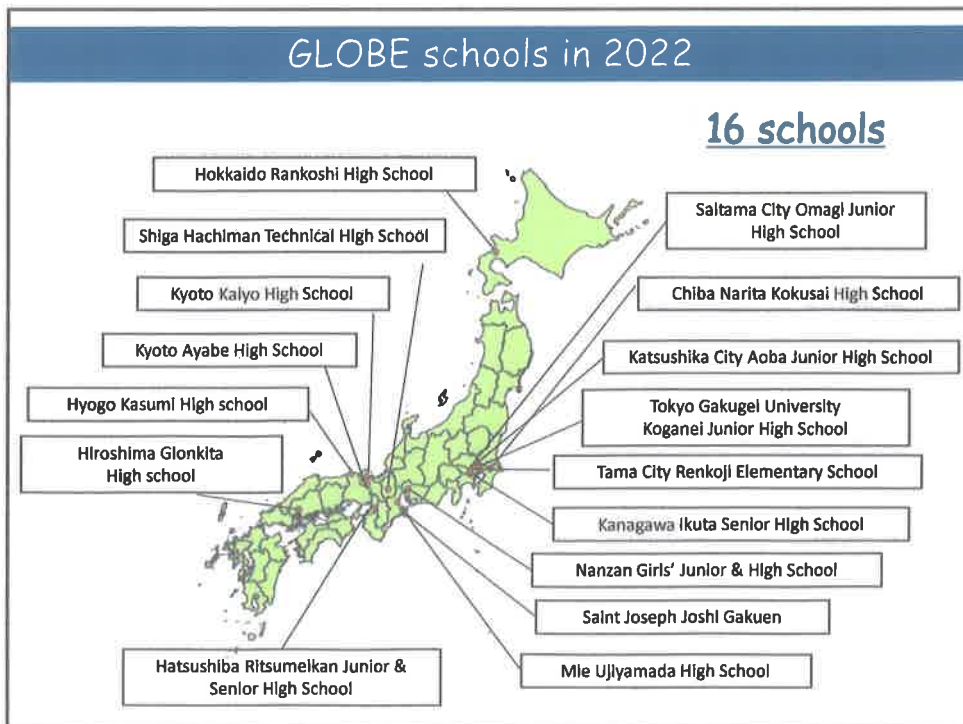 GLOBE schools in 2022
16 schools
Hokkaido Rankoshi High School
Shiga Hachiman Technical High School
Kyoto Kaiyo High School
Kyoto Ayabe High School
Hyogo Kasumi High school
Hiroshima Gionkita
High school
Hatsushiba Ritsumeikan Junior &
Senior High School
Saitama City Omagi Junior
High School
Chiba Narita Kokusai High School
Katsushika City Aoba Junior High School
Tokyo Gakugei University
Koganei Junior High School
Tama City Renkoji Elementary School
Kanagawa Ikuta Senior High School
Nanzan Girls' Junior & High School
Saint Joseph Joshi Gakuen
Mie Ujiyamada High School